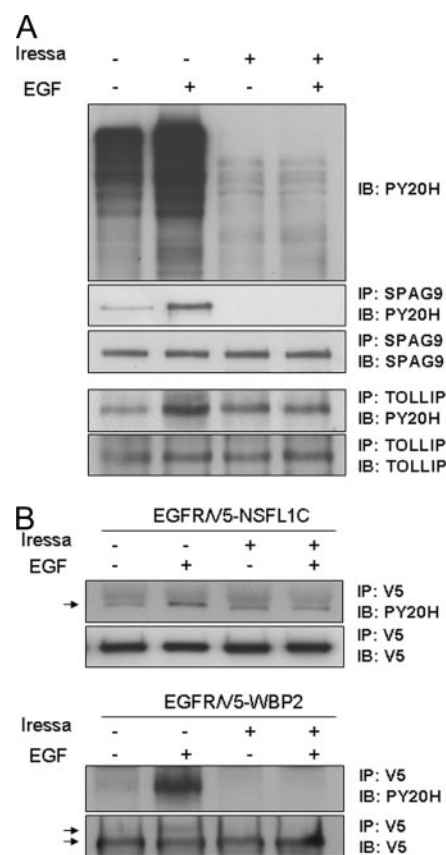 A
Iressa - - + +
EGF - + - +
IB: PY20H
IP: SPAG9
IB: PY20H
IP: SPAG9
IB: SPAG9
IP: TOLLIP
IB: PY20H
IP: TOLLIP
IB: TOLLIP
B
EGFR/V5-NSFL1C
Iressa - - + +
EGF - + - +
IP: V5
IB: PY20H
IP: V5
IB: V5
EGFR/V5-WBP2
Iressa - - + +
EGF - + - +
IP: V5
IB: PY20H
IP: V5
IB: V5